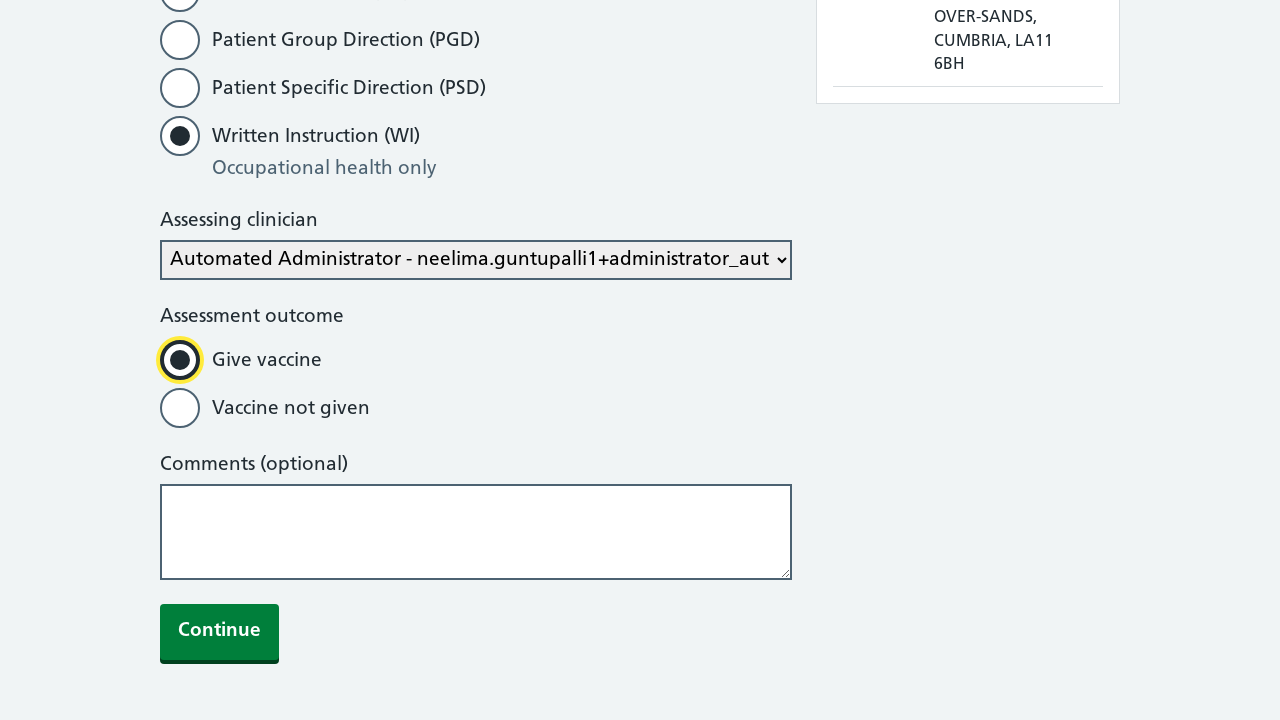 OVER-SANDS,
CUMBRIA, LA11
6BH
Patient Group Direction (PGD)
Patient Specific Direction (PSD)
Written Instruction (WI)
Occupational health only
Assessing clinician
Automated Administrator - neelima.guntupalli1+administrator_aut
Assessment outcome
Give vaccine
Vaccine not given
Comments (optional)
Continue